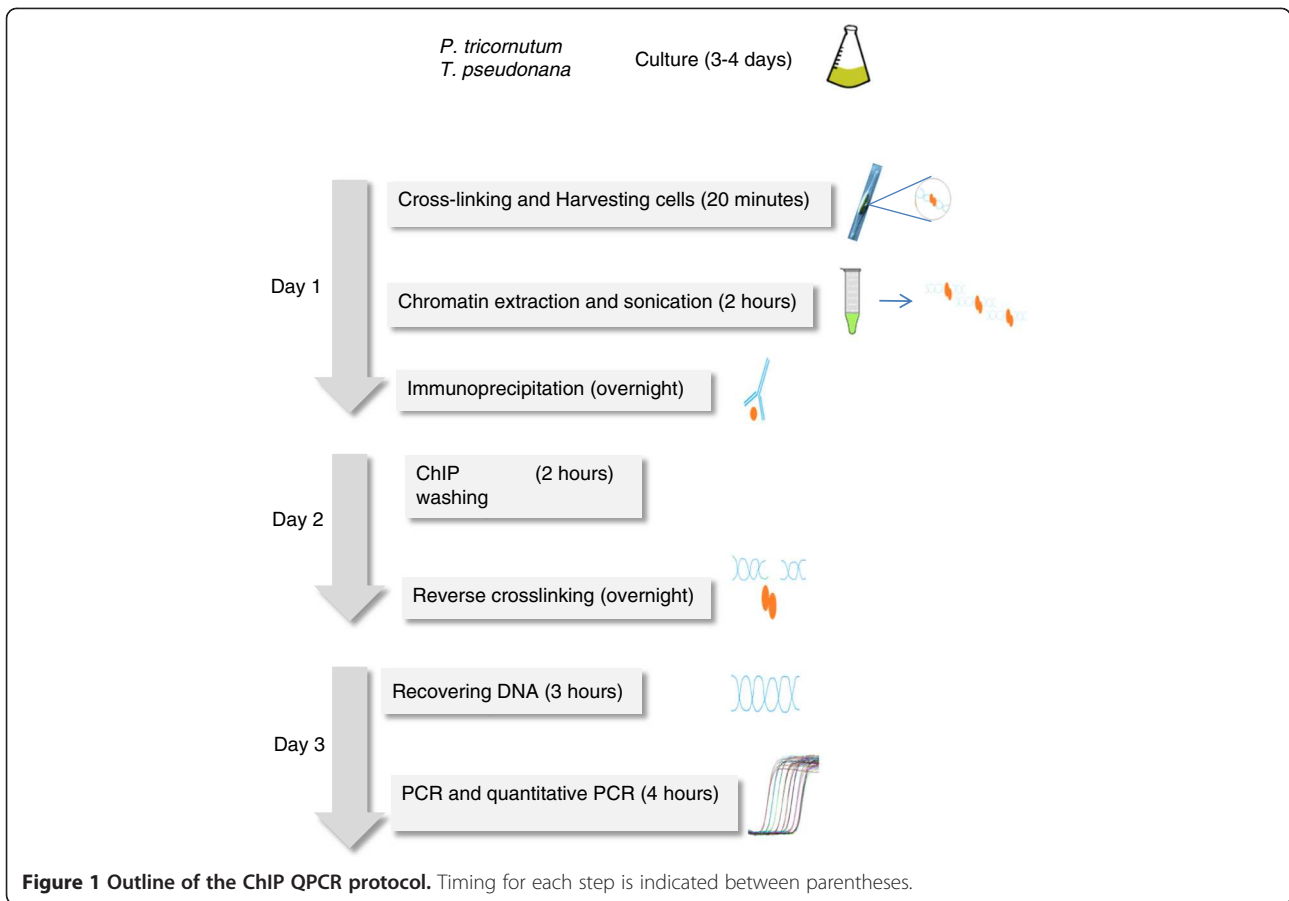 P. tricornutum
T. pseudonana
Culture (3-4 days)
Cross-linking and Harvesting cells (20 minutes)
Day 1
Chromatin extraction and sonication (2 hours)
Immunoprecipitation (overnight)
ChIP (2 hours)
washing
Day 2
Reverse crosslinking (overnight)
Recovering DNA (3 hours)
Day 3
PCR and quantitative PCR (4 hours)
Figure 1 Outline of the ChIP QPCR protocol. Timing for each step is indicated between parentheses.